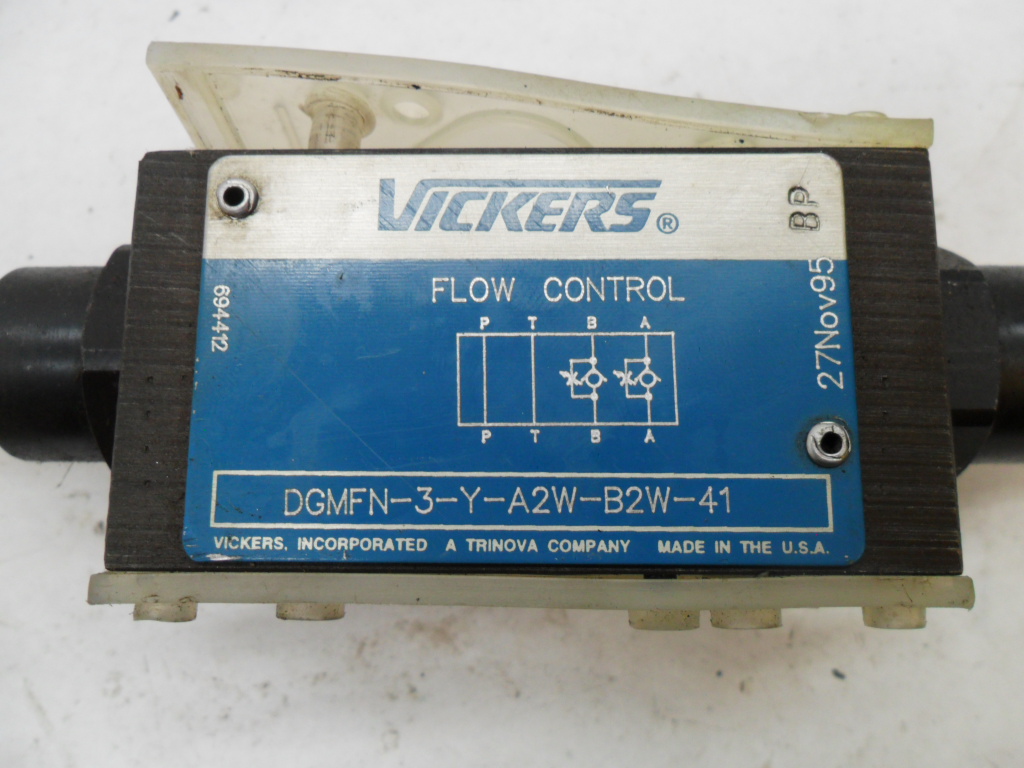 VICKERS®
BP
FLOW CONTROL
694412
27Nov95
P T B A
P T B A
DGMFN-3-Y-A2W-B2W-41
VICKERS, INCORPORATED A TRINOVA COMPANY MADE IN THE U.S.A.